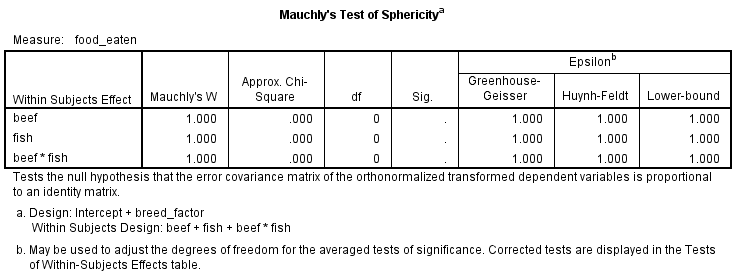 Mauchly's Test of Sphericityᵃ
Measure: food_eaten
Epsilonᵇ
Within Subjects Effect Mauchly's W Approx. Chi-Square df Sig. Greenhouse-Geisser Huynh-Feldt Lower-bound
beef 1.000 .000 0 . 1.000 1.000 1.000
fish 1.000 .000 0 . 1.000 1.000 1.000
beef * fish 1.000 .000 0 . 1.000 1.000 1.000
Tests the null hypothesis that the error covariance matrix of the orthonormalized transformed dependent variables is proportional
to an identity matrix.
a. Design: Intercept + breed_factor
Within Subjects Design: beef + fish + beef * fish
b. May be used to adjust the degrees of freedom for the averaged tests of significance. Corrected tests are displayed in the Tests
of Within-Subjects Effects table.